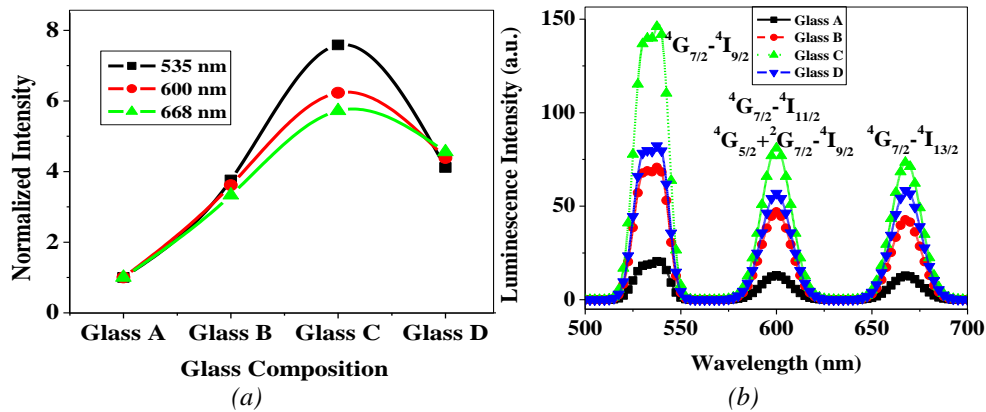 Normalized Intensity
8
6
4
2
0
535 nm
600 nm
668 nm
Glass A Glass B Glass C Glass D
Glass Composition
(a)
Luminescence Intensity (a.u.)
150
100
50
0
Glass A
Glass B
Glass C
Glass D
⁴G₇/₂-⁴I₉/₂
⁴G₇/₂-⁴I₁₁/₂
⁴G₅/₂+²G₇/₂-⁴I₉/₂
⁴G₇/₂-⁴I₁₃/₂
500 550 600 650 700
Wavelength (nm)
(b)